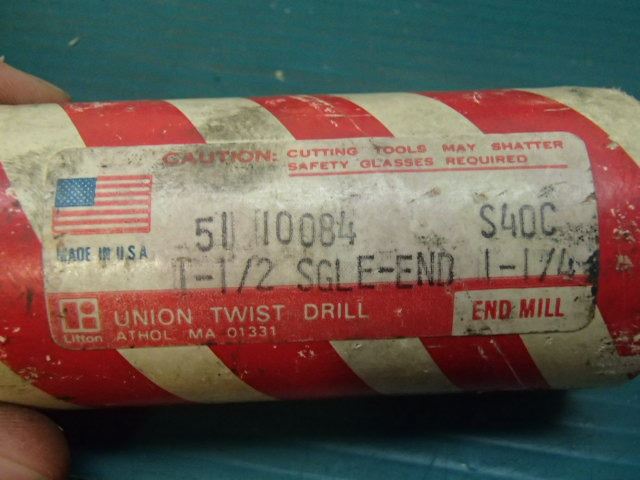 CAUTION: CUTTING TOOLS MAY SHATTER
SAFETY GLASSES REQUIRED
MADE IN U.S.A
51 10084 S40C
1-1/2 SGLE-END 1-1/4
Litton UNION TWIST DRILL END MILL
ATHOL MA 01331